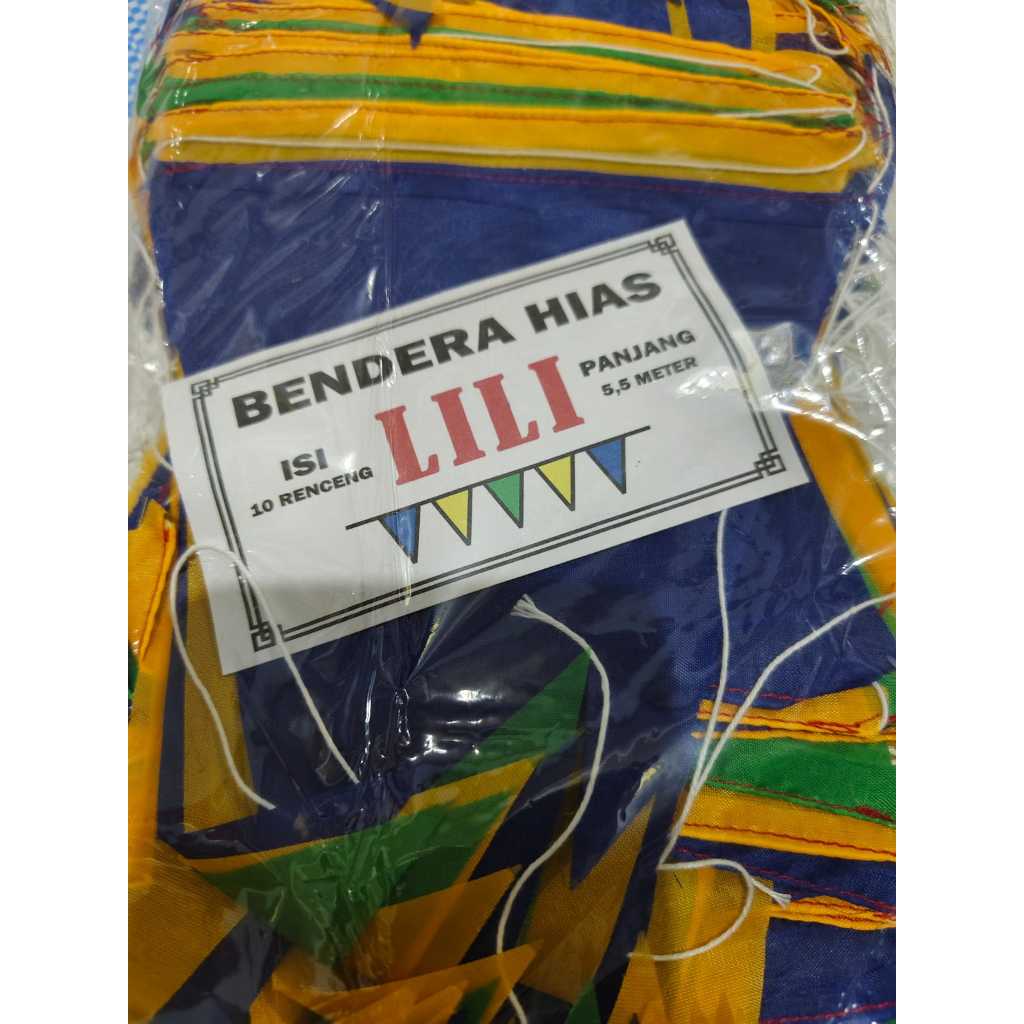 BENDERA HIAS
LILI
ISI
10 RENCENG
PANJANG
5,5 METER